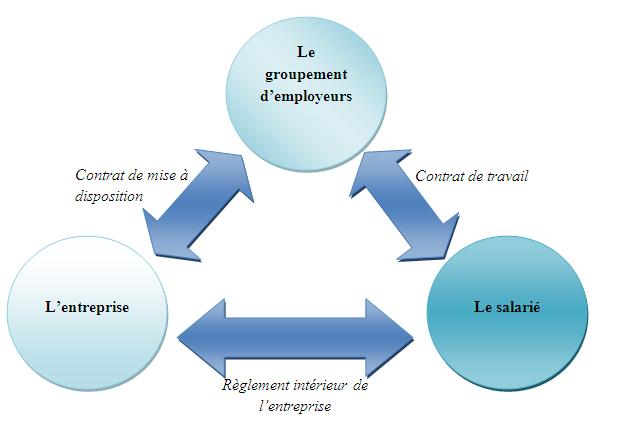 Le
groupement
d’employeurs
Contrat de mise à
disposition
Contrat de travail
L’entreprise
Le salarié
Règlement intérieur de
l’entreprise